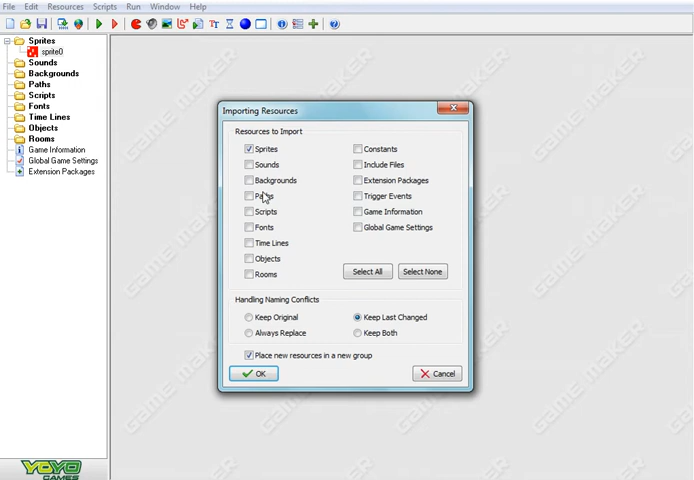 File Edit Resources Scripts Run Window Help
Sprites
sprite0
Sounds
Backgrounds
Paths
Scripts
Fonts
Time Lines
Objects
Rooms
Game Information
Global Game Settings
Extension Packages
Importing Resources
Resources to Import
Sprites Constants
Sounds Include Files
Backgrounds Extension Packages
Paths Trigger Events
Scripts Game Information
Fonts Global Game Settings
Time Lines
Objects
Rooms
Select All Select None
Handling Naming Conflicts
Keep Original Keep Last Changed
Always Replace Keep Both
Place new resources in a new group
OK Cancel
GAME MAKER
YOYO
GAMES